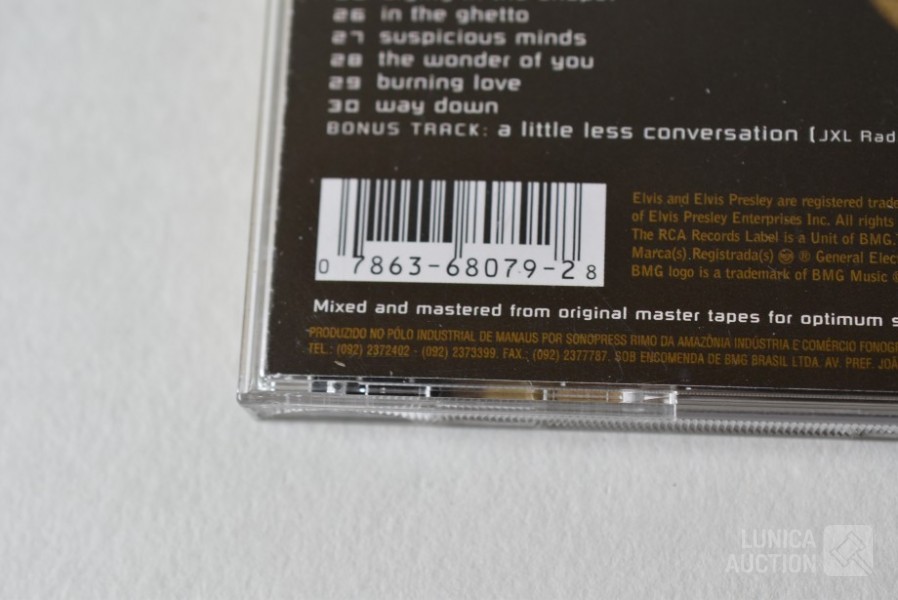 26 in the ghetto
27 suspicious minds
28 the wonder of you
29 burning love
30 way down
BONUS TRACK: a little less conversation (JXL Rad
0 7863-68079-2 8
Elvis and Elvis Presley are registered trade
of Elvis Presley Enterprises Inc. All rights
The RCA Records Label is a Unit of BMG.
Marca(s) Registrada(s) ® General Elec
BMG logo is a trademark of BMG Music
Mixed and mastered from original master tapes for optimum s
PRODUZIDO NO PÓLO INDUSTRIAL DE MANAUS POR SONOPRESS RIMO DA AMAZÔNIA INDÚSTRIA E COMÉRCIO FONOGR
TEL.: (092) 2372402 - (092) 2373399. FAX.: (092) 2377787. SOB ENCOMENDA DE BMG BRASIL LTDA. AV. PREF. JOÃ
LUNICA
AUCTION